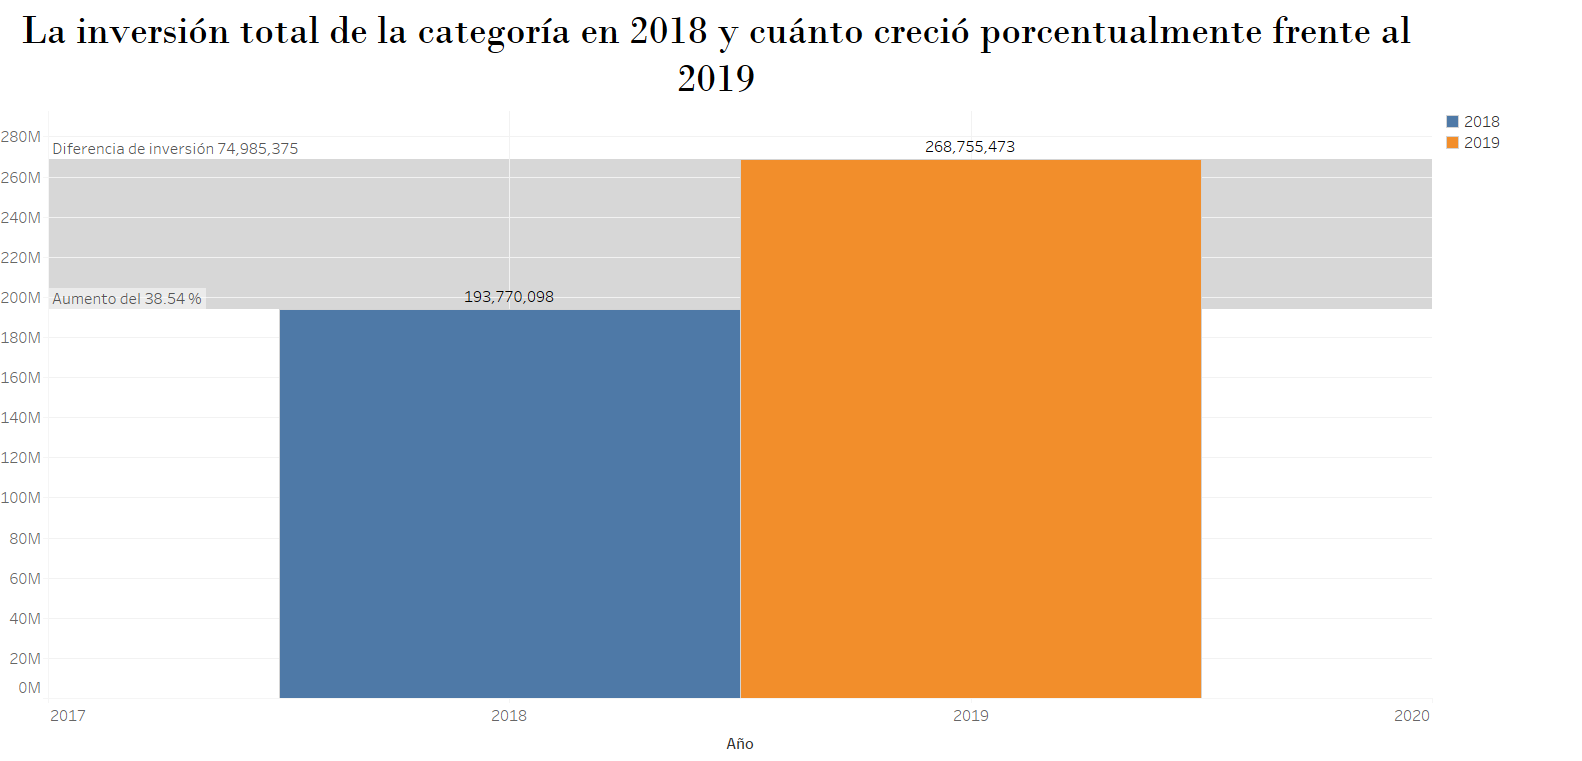 La inversión total de la categoría en 2018 y cuánto creció porcentualmente frente al
2019
2018
2019
280M
Diferencia de inversión 74,985,375
268,755,473
260M
240M
220M
200M
Aumento del 38.54 %
193,770,098
180M
160M
140M
120M
100M
80M
60M
40M
20M
0M
2017
2018
2019
2020
Año